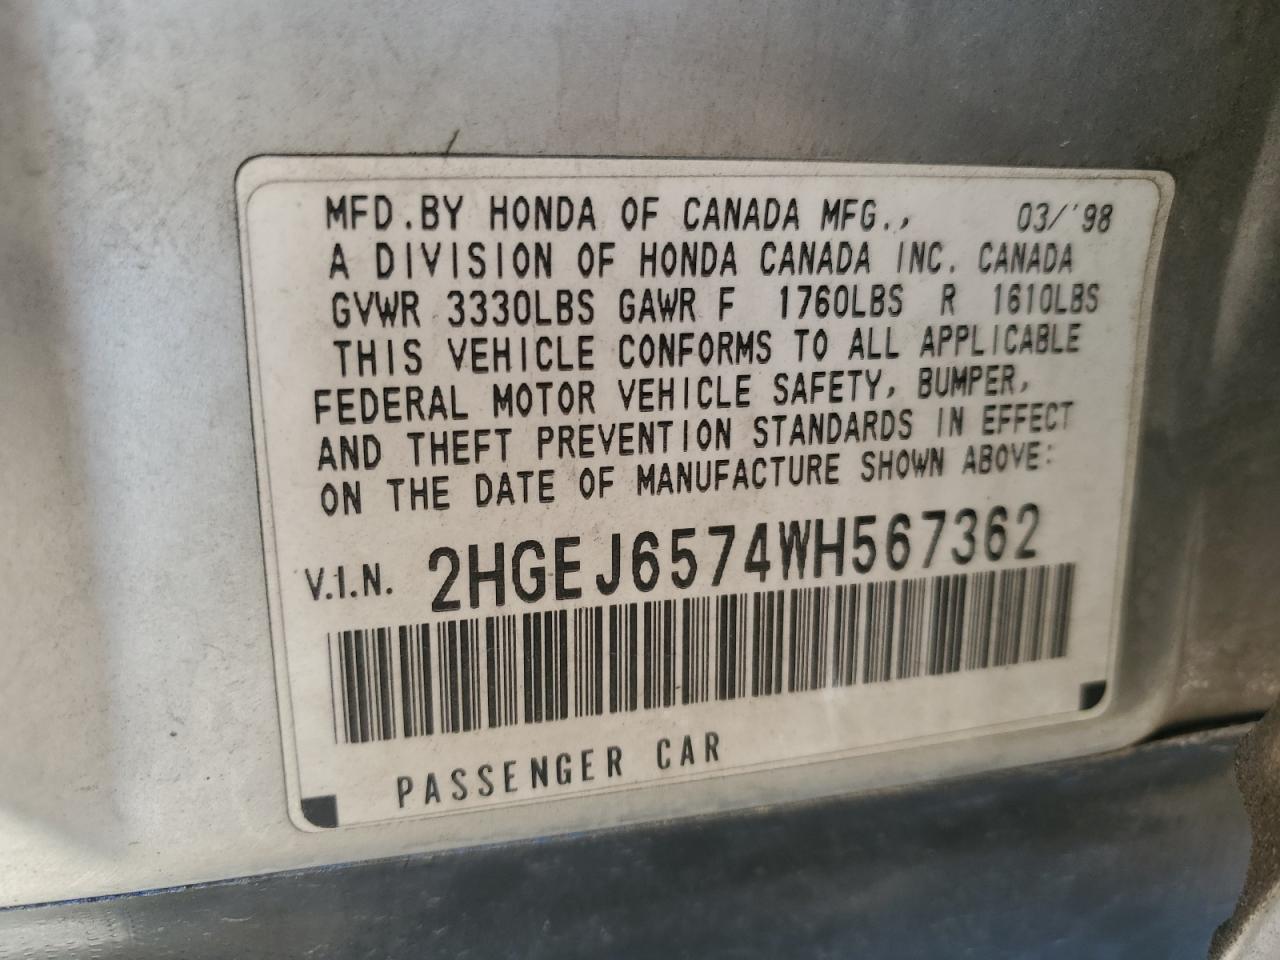 MFD.BY HONDA OF CANADA MFG., 03/'98
A DIVISION OF HONDA CANADA INC. CANADA
GVWR 3330LBS GAWR F 1760LBS R 1610LBS
THIS VEHICLE CONFORMS TO ALL APPLICABLE
FEDERAL MOTOR VEHICLE SAFETY, BUMPER,
AND THEFT PREVENTION STANDARDS IN EFFECT
ON THE DATE OF MANUFACTURE SHOWN ABOVE:
V.I.N. 2HGEJ6574WH567362
PASSENGER CAR